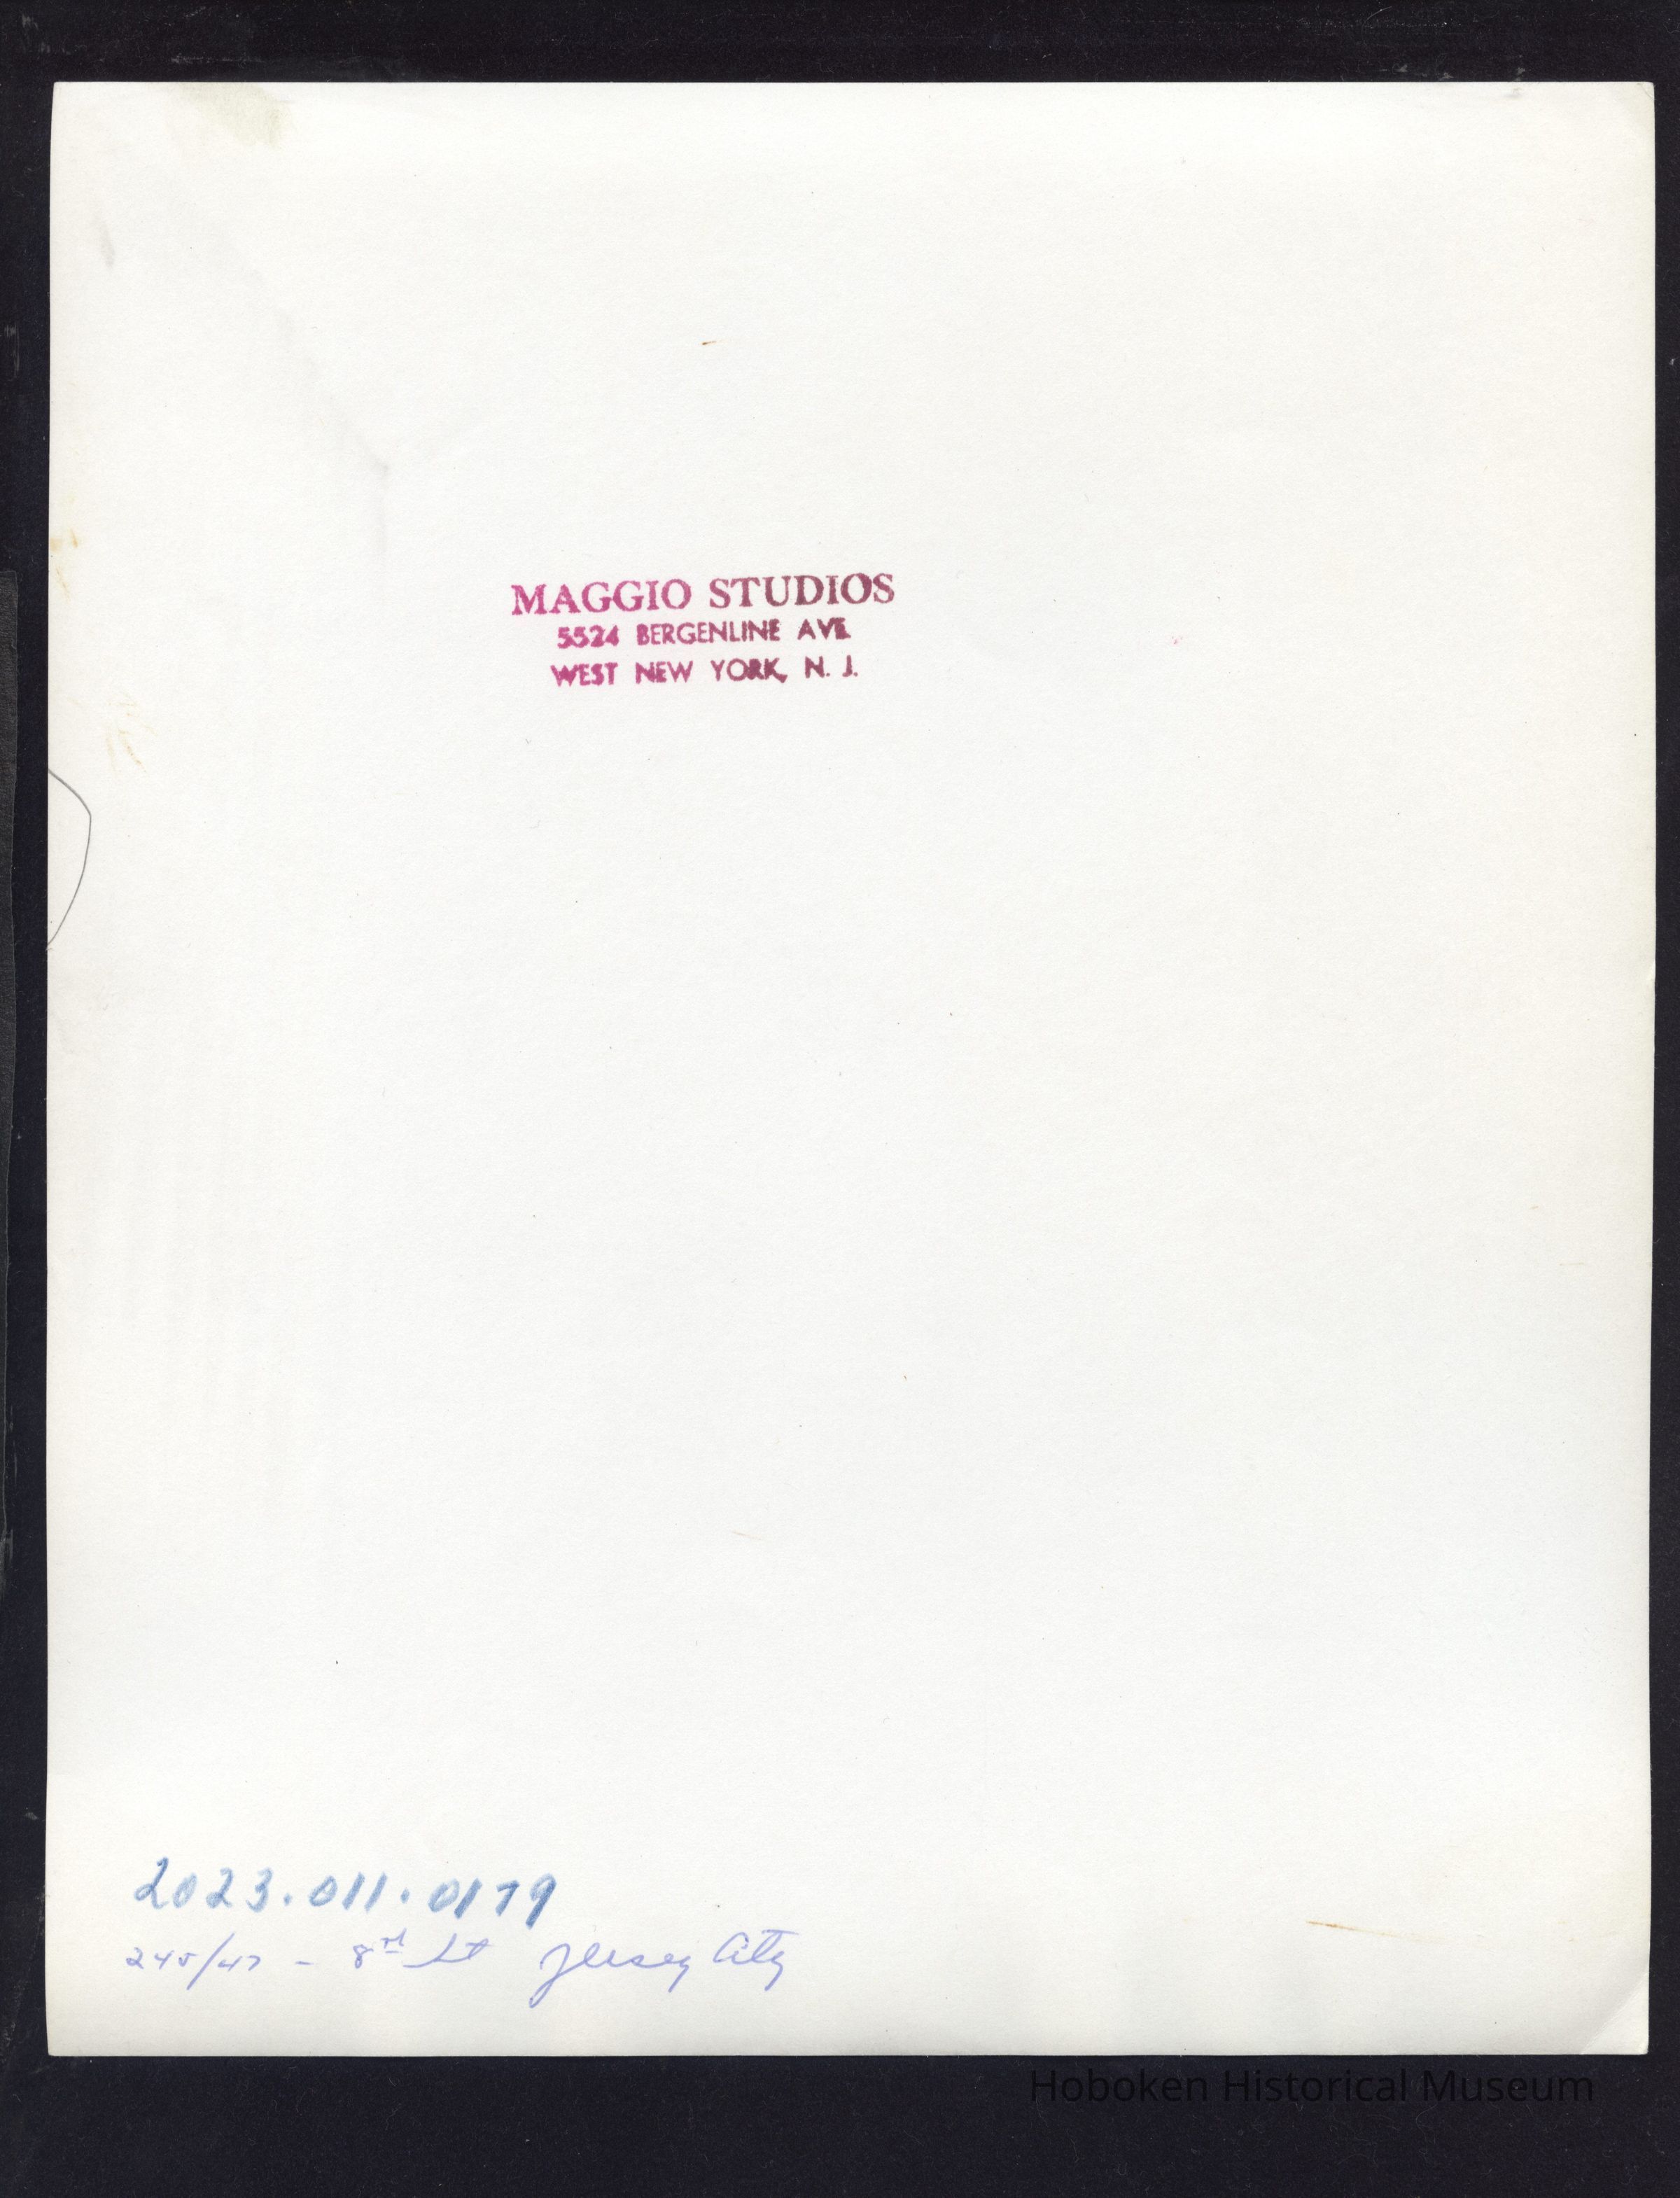 MAGGIO STUDIOS
5524 BERGENLINE AVE.
WEST NEW YORK, N. J.
2023.011.0179
245/47 - 8rd St Jersey City
Hoboken Historical Museum